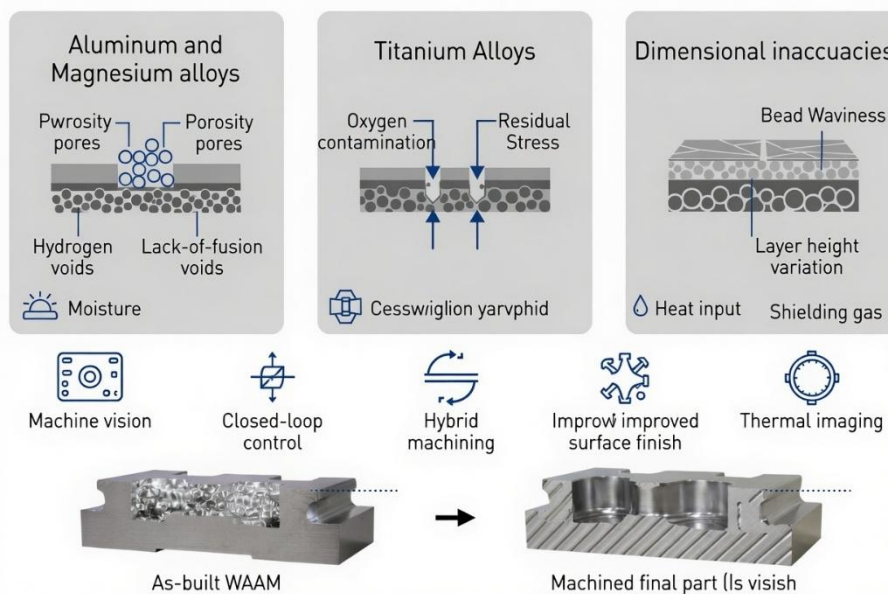 Aluminum and
Magnesium alloys
Pwrosity
pores
Porosity
pores
Hydrogen
voids
Lack-of-fusion
voids
Moisture
Titanium Alloys
Oxygen
contamination
Residual
Stress
Cesswiglion yarvphid
Dimensional inaccuacies
Bead Waviness
Layer height
variation
Heat input
Shielding gas
Machine vision
Closed-loop
control
Hybrid
machining
Improw improved
surface finish
Thermal imaging
As-built WAAM
Machined final part (Is visish